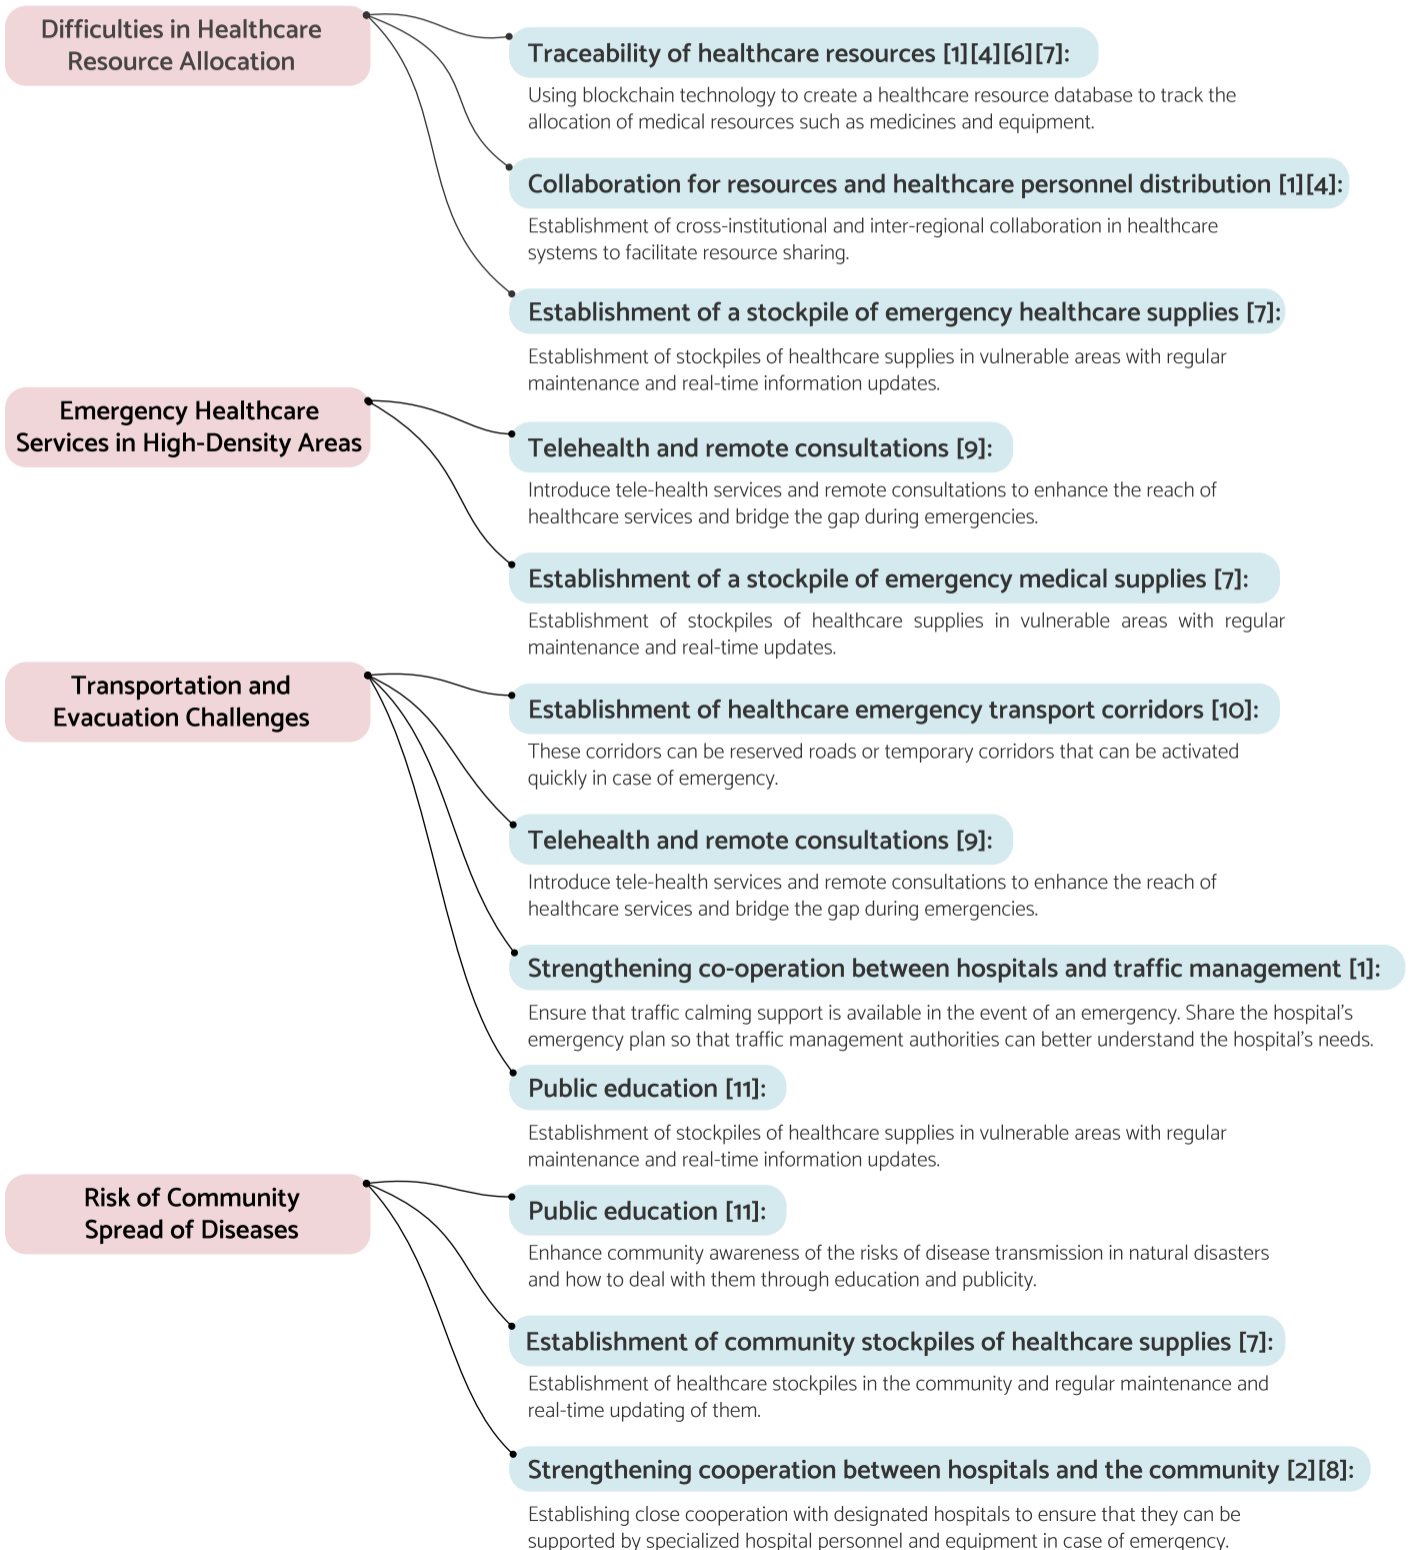 Difficulties in Healthcare
Resource Allocation
Traceability of healthcare resources [1][4][6][7]:
Using blockchain technology to create a healthcare resource database to track the
allocation of medical resources such as medicines and equipment.
Collaboration for resources and healthcare personnel distribution [1][4]:
Establishment of cross-institutional and inter-regional collaboration in healthcare
systems to facilitate resource sharing.
Establishment of a stockpile of emergency healthcare supplies [7]:
Establishment of stockpiles of healthcare supplies in vulnerable areas with regular
maintenance and real-time information updates.
Emergency Healthcare
Services in High-Density Areas
Telehealth and remote consultations [9]:
Introduce tele-health services and remote consultations to enhance the reach of
healthcare services and bridge the gap during emergencies.
Establishment of a stockpile of emergency medical supplies [7]:
Establishment of stockpiles of healthcare supplies in vulnerable areas with regular
maintenance and real-time updates.
Transportation and
Evacuation Challenges
Establishment of healthcare emergency transport corridors [10]:
These corridors can be reserved roads or temporary corridors that can be activated
quickly in case of emergency.
Telehealth and remote consultations [9]:
Introduce tele-health services and remote consultations to enhance the reach of
healthcare services and bridge the gap during emergencies.
Strengthening co-operation between hospitals and traffic management [1]:
Ensure that traffic calming support is available in the event of an emergency. Share the hospital's
emergency plan so that traffic management authorities can better understand the hospital's needs.
Public education [11]:
Establishment of stockpiles of healthcare supplies in vulnerable areas with regular
maintenance and real-time information updates.
Risk of Community
Spread of Diseases
Public education [11]:
Enhance community awareness of the risks of disease transmission in natural disasters
and how to deal with them through education and publicity.
Establishment of community stockpiles of healthcare supplies [7]:
Establishment of healthcare stockpiles in the community and regular maintenance and
real-time updating of them.
Strengthening cooperation between hospitals and the community [2][8]:
Establishing close cooperation with designated hospitals to ensure that they can be
supported by specialized hospital personnel and equipment in case of emergency.